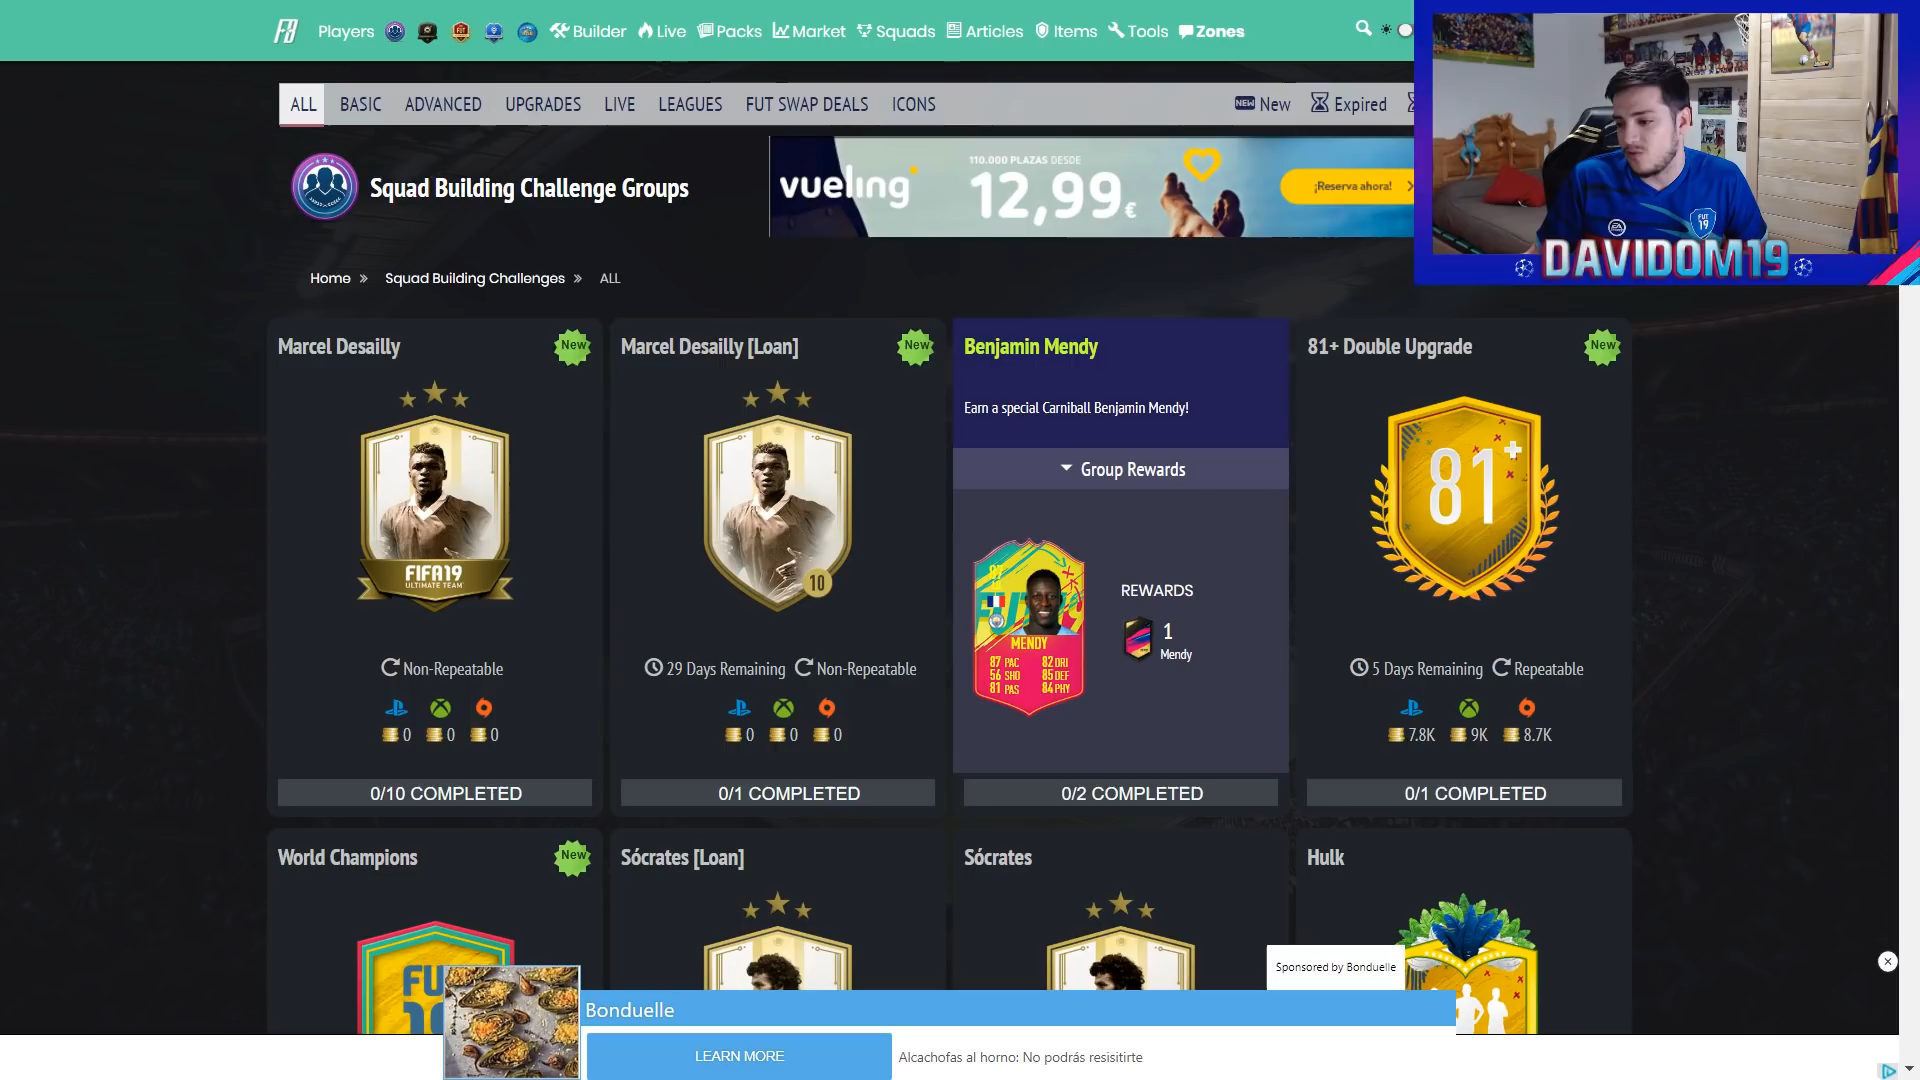 Players Builder Live Packs Market Squads Articles Items Tools Zones
ALL BASIC ADVANCED UPGRADES LIVE LEAGUES FUT SWAP DEALS ICONS NEW New Expired
Squad Building Challenge Groups
vueling
110.000 PLAZAS DESDE
12,99€
¡Reserva ahora!
FUT
19
DAVIDOM19
Home » Squad Building Challenges » ALL
Marcel Desailly
New
FIFA19
ULTIMATE TEAM
Non-Repeatable
0 0 0
0/10 COMPLETED
Marcel Desailly [Loan]
New
10
29 Days Remaining Non-Repeatable
0 0 0
0/1 COMPLETED
Benjamin Mendy
Earn a special Carniball Benjamin Mendy!
Group Rewards
87
MENDY
87 PAC 82 DRI
56 SHO 85 DEF
81 PAS 84 PHY
REWARDS
1
Mendy
0/2 COMPLETED
81+ Double Upgrade
New
81+
5 Days Remaining Repeatable
7.8K 9K 8.7K
0/1 COMPLETED
World Champions
New
FU
Sócrates [Loan]
Sócrates
Hulk
Sponsored by Bonduelle
Bonduelle
LEARN MORE
Alcachofas al horno: No podrás resisitirte